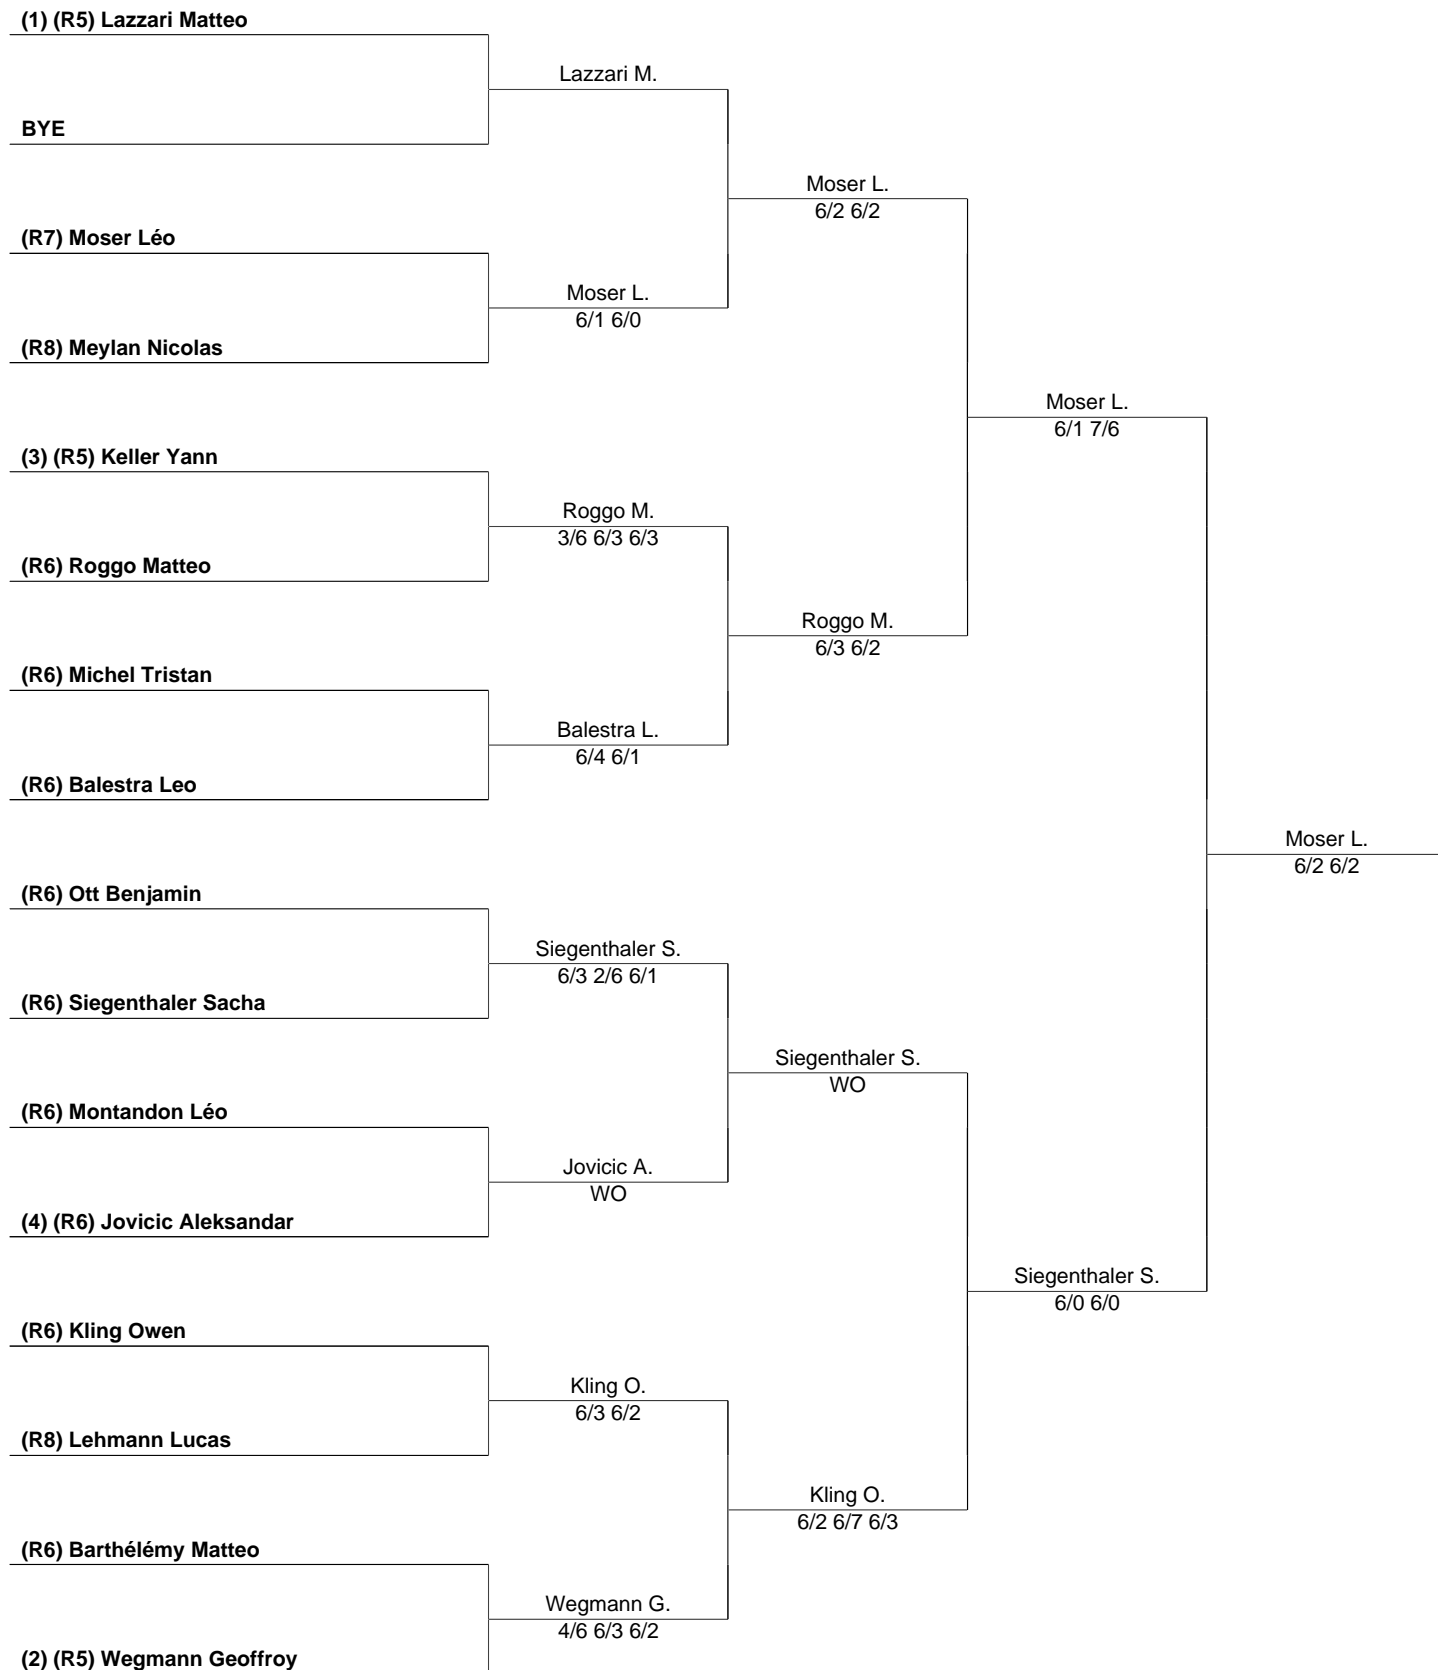 (1) (R5) Lazzari Matteo
Lazzari M.
BYE
Moser L.
6/2 6/2
(R7) Moser Léo
Moser L.
6/1 6/0
(R8) Meylan Nicolas
Moser L.
6/1 7/6
(3) (R5) Keller Yann
Roggo M.
3/6 6/3 6/3
(R6) Roggo Matteo
Roggo M.
6/3 6/2
(R6) Michel Tristan
Balestra L.
6/4 6/1
(R6) Balestra Leo
Moser L.
6/2 6/2
(R6) Ott Benjamin
Siegenthaler S.
6/3 2/6 6/1
(R6) Siegenthaler Sacha
Siegenthaler S.
WO
(R6) Montandon Léo
Jovicic A.
WO
(4) (R6) Jovicic Aleksandar
Siegenthaler S.
6/0 6/0
(R6) Kling Owen
Kling O.
6/3 6/2
(R8) Lehmann Lucas
Kling O.
6/2 6/7 6/3
(R6) Barthélémy Matteo
Wegmann G.
4/6 6/3 6/2
(2) (R5) Wegmann Geoffroy